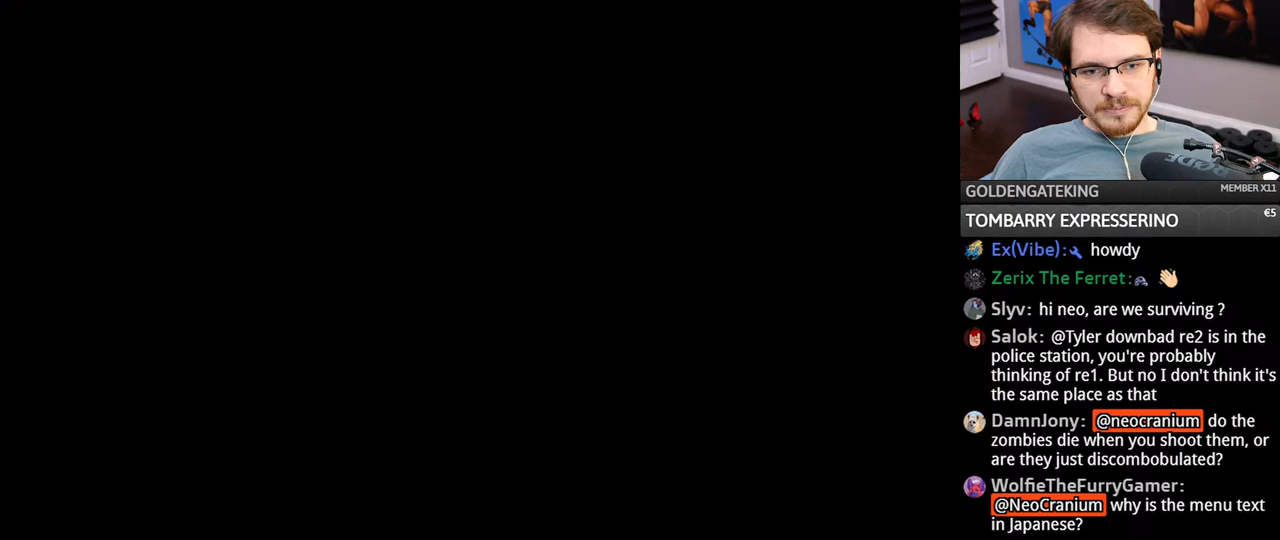 RODE
GOLDENGATEKING MEMBER X11
TOMBARRY EXPRESSERINO €5
Ex(Vibe): howdy
Zerix The Ferret: 👋🏻
Slyv: hi neo, are we surviving ?
Salok: @Tyler downbad re2 is in the
police station, you're probably
thinking of re1. But no I don't think it's
the same place as that
DamnJony: @neocranium do the
zombies die when you shoot them, or
are they just discombobulated?
WolfieTheFurryGamer:
@NeoCranium why is the menu text
in Japanese?